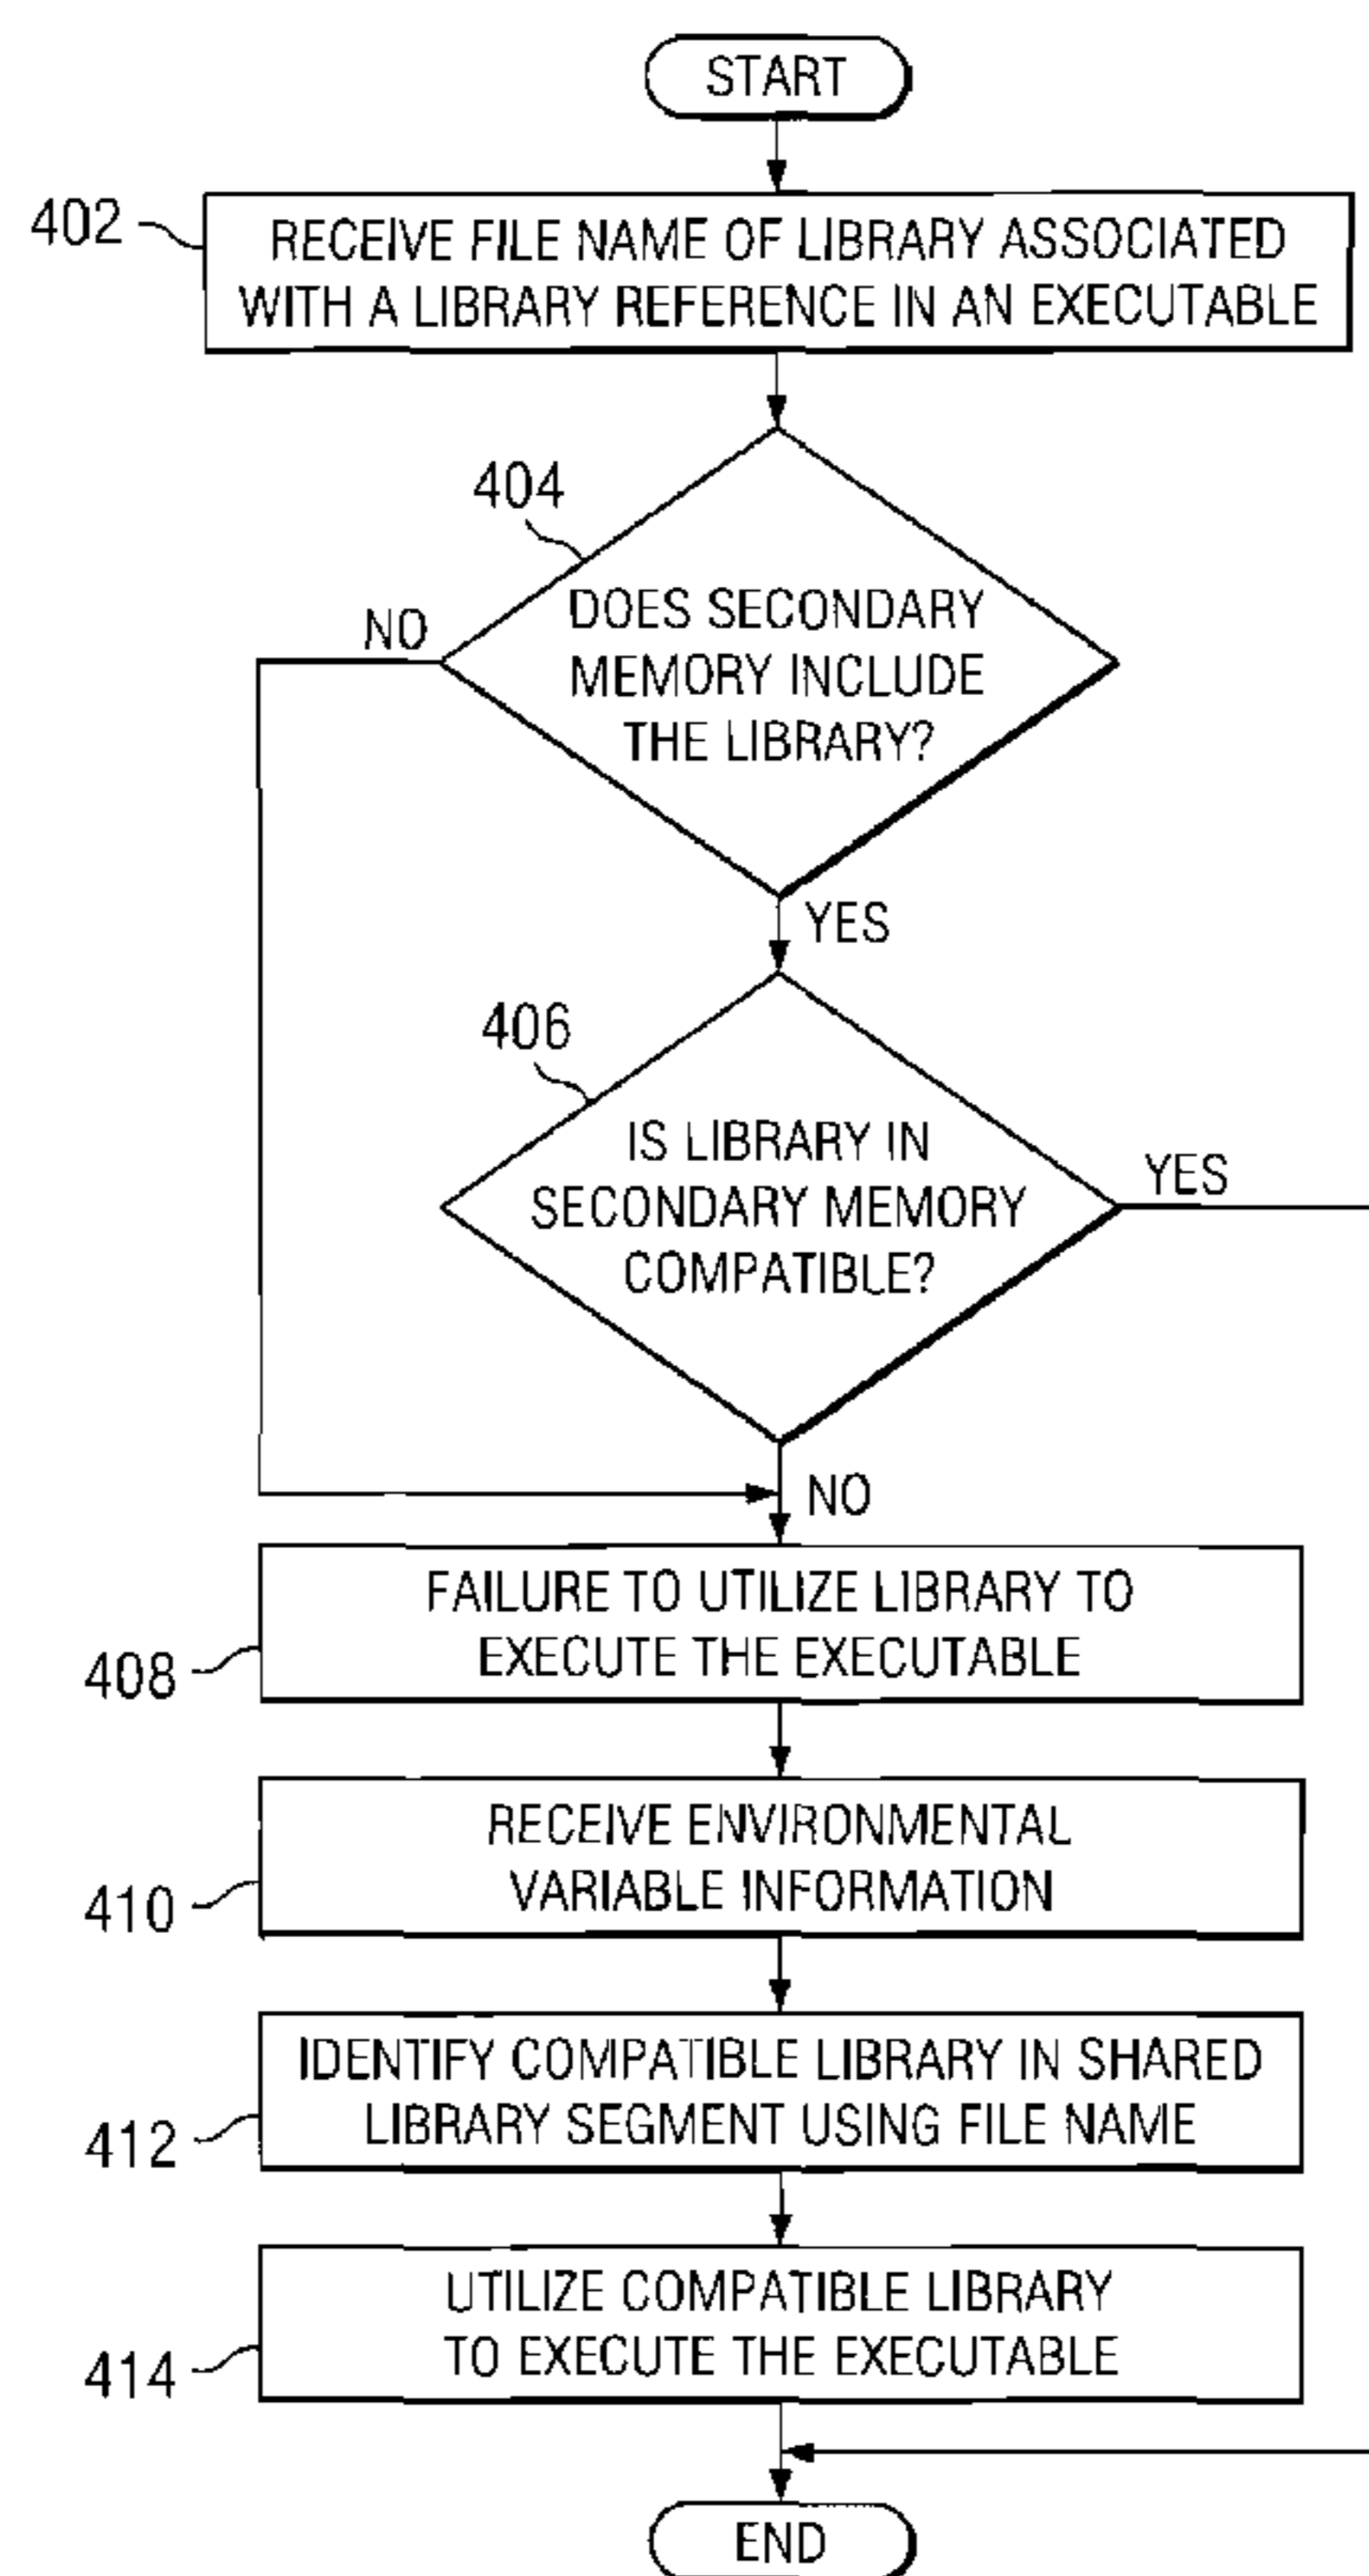 START
402
RECEIVE FILE NAME OF LIBRARY ASSOCIATED
WITH A LIBRARY REFERENCE IN AN EXECUTABLE
404
NO
DOES SECONDARY
MEMORY INCLUDE
THE LIBRARY?
YES
406
IS LIBRARY IN
SECONDARY MEMORY
COMPATIBLE?
YES
NO
FAILURE TO UTILIZE LIBRARY TO
EXECUTE THE EXECUTABLE
408
RECEIVE ENVIRONMENTAL
VARIABLE INFORMATION
410
IDENTIFY COMPATIBLE LIBRARY IN SHARED
LIBRARY SEGMENT USING FILE NAME
412
UTILIZE COMPATIBLE LIBRARY
TO EXECUTE THE EXECUTABLE
414
END